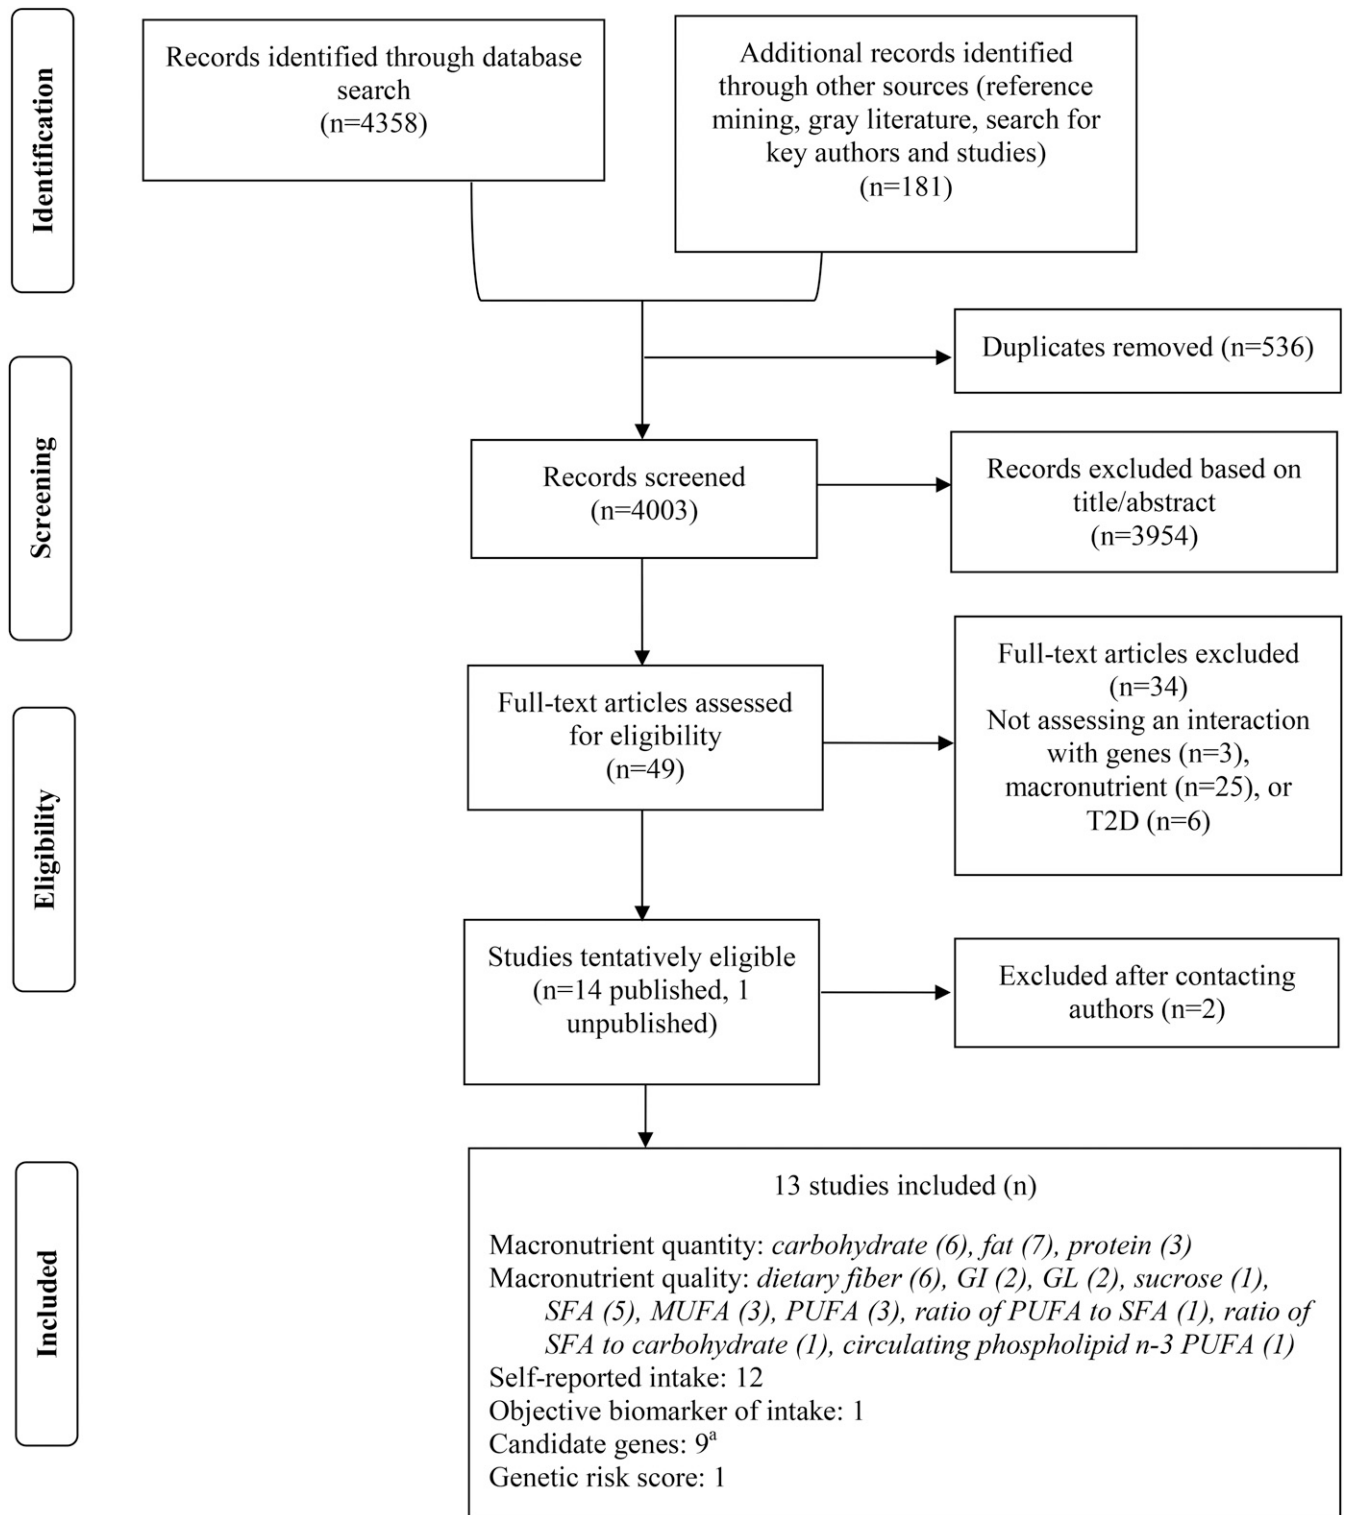 Identification
Records identified through database
search
(n=4358)
Additional records identified
through other sources (reference
mining, gray literature, search for
key authors and studies)
(n=181)
Duplicates removed (n=536)
Screening
Records screened
(n=4003)
Records excluded based on
title/abstract
(n=3954)
Eligibility
Full-text articles assessed
for eligibility
(n=49)
Full-text articles excluded
(n=34)
Not assessing an interaction
with genes (n=3),
macronutrient (n=25), or
T2D (n=6)
Studies tentatively eligible
(n=14 published, 1
unpublished)
Excluded after contacting
authors (n=2)
Included
13 studies included (n)
Macronutrient quantity: carbohydrate (6), fat (7), protein (3)
Macronutrient quality: dietary fiber (6), GI (2), GL (2), sucrose (1),
SFA (5), MUFA (3), PUFA (3), ratio of PUFA to SFA (1), ratio of
SFA to carbohydrate (1), circulating phospholipid n-3 PUFA (1)
Self-reported intake: 12
Objective biomarker of intake: 1
Candidate genes: 9ᵃ
Genetic risk score: 1